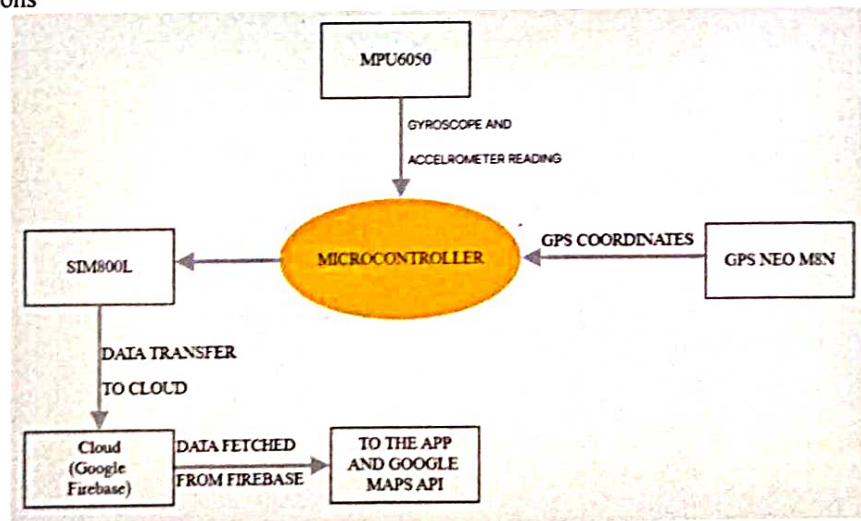 ons
MPU6050
GYROSCOPE AND
ACCELROMETER READING
MICROCONTROLLER
GPS COORDINATES
GPS NEO M8N
SIM800L
DATA TRANSFER
TO CLOUD
Cloud
(Google
Firebase)
DATA FETCHED
FROM FIREBASE
TO THE APP
AND GOOGLE
MAPS API